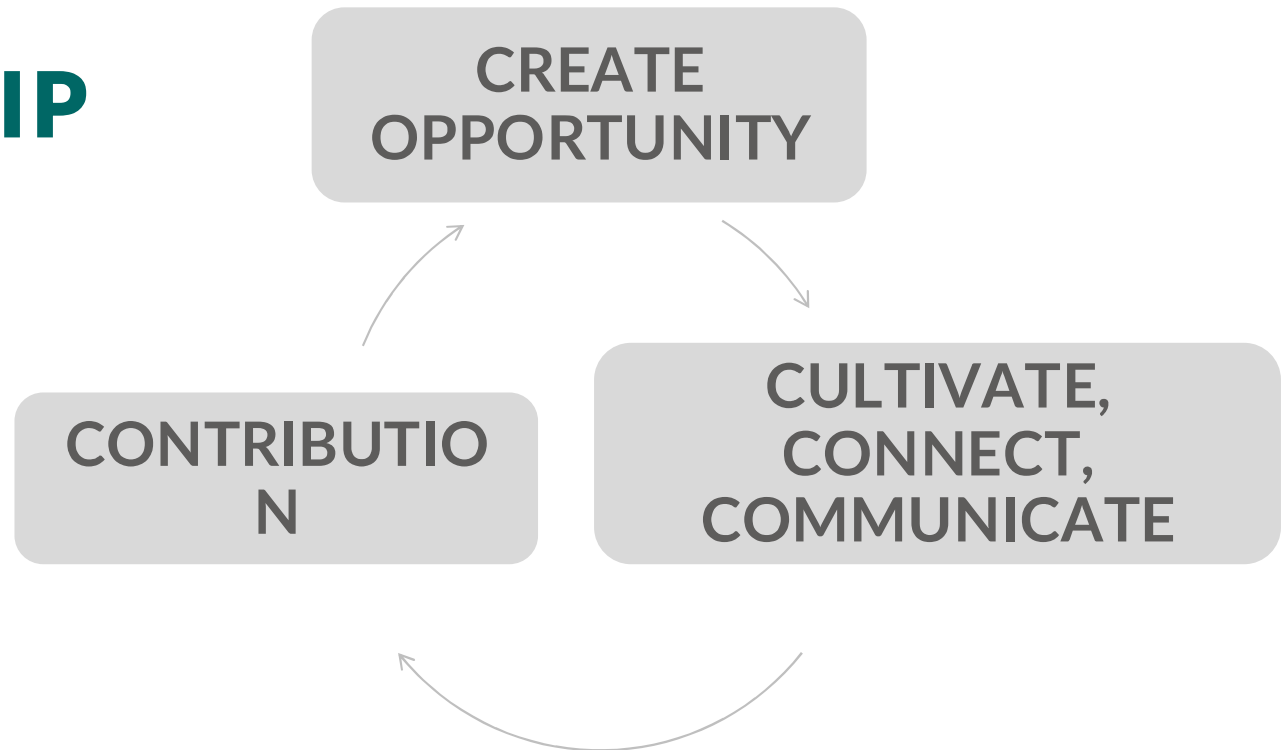 IP
CREATE
OPPORTUNITY
CULTIVATE,
CONNECT,
COMMUNICATE
CONTRIBUTIO
N